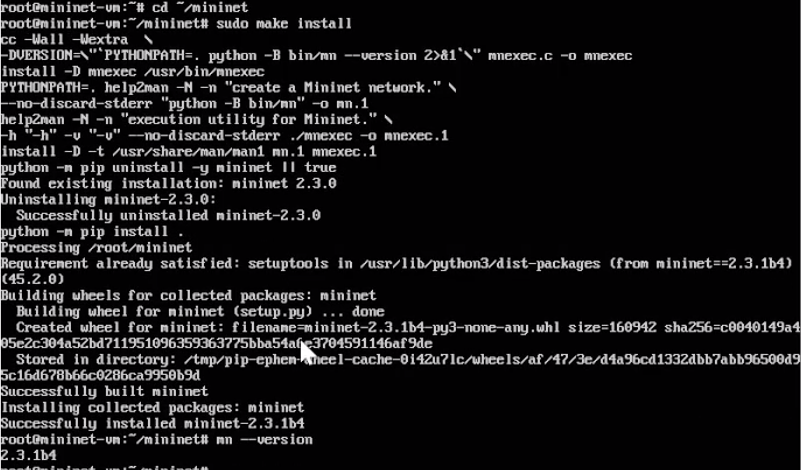 root@mininet-vm:~# cd ~/mininet
root@mininet-vm:~/mininet# sudo make install
cc -Wall -Wextra  \
-DVERSION=\"`PYTHONPATH=. python -B bin/mn --version 2>&1`\" mnexec.c -o mnexec
install -D mnexec /usr/bin/mnexec
PYTHONPATH=. help2man -N -n "create a Mininet network." \
--no-discard-stderr "python -B bin/mn" -o mn.1
help2man -N -n "execution utility for Mininet." \
-h "-h" -v "-v" --no-discard-stderr ./mnexec -o mnexec.1
install -D -t /usr/share/man/man1 mn.1 mnexec.1
python -m pip uninstall -y mininet || true
Found existing installation: mininet 2.3.0
Uninstalling mininet-2.3.0:
  Successfully uninstalled mininet-2.3.0
python -m pip install .
Processing /root/mininet
Requirement already satisfied: setuptools in /usr/lib/python3/dist-packages (from mininet==2.3.1b4)
(45.2.0)
Building wheels for collected packages: mininet
  Building wheel for mininet (setup.py) ... done
  Created wheel for mininet: filename=mininet-2.3.1b4-py3-none-any.whl size=160942 sha256=c0040149a4
  Stored in directory: /tmp/pip-ephem-wheel-cache-0i42u7lc/wheels/af/47/3e/d4a96cd1332dbb7abb96500d9
5c16d678b66c0286ca9950b9d
Successfully built mininet
Installing collected packages: mininet
Successfully installed mininet-2.3.1b4
root@mininet-vm:~/mininet# mn --version
2.3.1b4
root@mininet-vm:~/mininet#